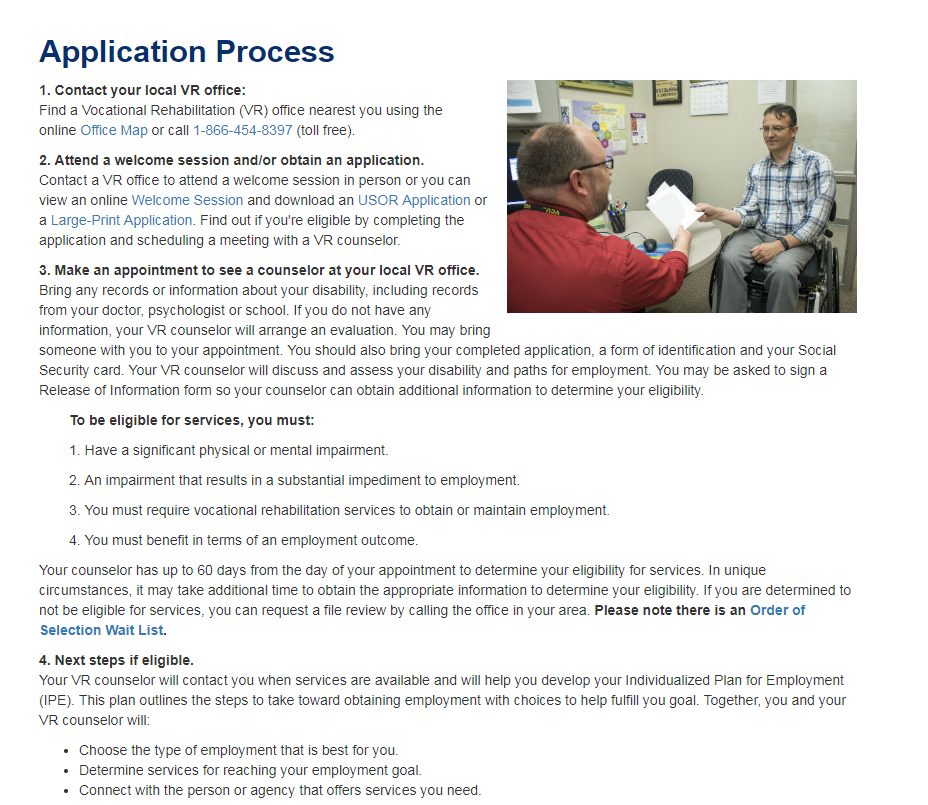 Application Process
1. Contact your local VR office:
Find a Vocational Rehabilitation (VR) office nearest you using the
online Office Map or call 1-866-454-8397 (toll free).
2. Attend a welcome session and/or obtain an application.
Contact a VR office to attend a welcome session in person or you can
view an online Welcome Session and download an USOR Application or
a Large-Print Application. Find out if you're eligible by completing the
application and scheduling a meeting with a VR counselor.
3. Make an appointment to see a counselor at your local VR office.
Bring any records or information about your disability, including records
from your doctor, psychologist or school. If you do not have any
information, your VR counselor will arrange an evaluation. You may bring
someone with you to your appointment. You should also bring your completed application, a form of identification and your Social
Security card. Your VR counselor will discuss and assess your disability and paths for employment. You may be asked to sign a
Release of Information form so your counselor can obtain additional information to determine your eligibility.
To be eligible for services, you must:
1. Have a significant physical or mental impairment.
2. An impairment that results in a substantial impediment to employment.
3. You must require vocational rehabilitation services to obtain or maintain employment.
4. You must benefit in terms of an employment outcome.
Your counselor has up to 60 days from the day of your appointment to determine your eligibility for services. In unique
circumstances, it may take additional time to obtain the appropriate information to determine your eligibility. If you are determined to
not be eligible for services, you can request a file review by calling the office in your area. Please note there is an Order of
Selection Wait List.
4. Next steps if eligible.
Your VR counselor will contact you when services are available and will help you develop your Individualized Plan for Employment
(IPE). This plan outlines the steps to take toward obtaining employment with choices to help fulfill you goal. Together, you and your
VR counselor will:
• Choose the type of employment that is best for you.
• Determine services for reaching your employment goal.
• Connect with the person or agency that offers services you need.